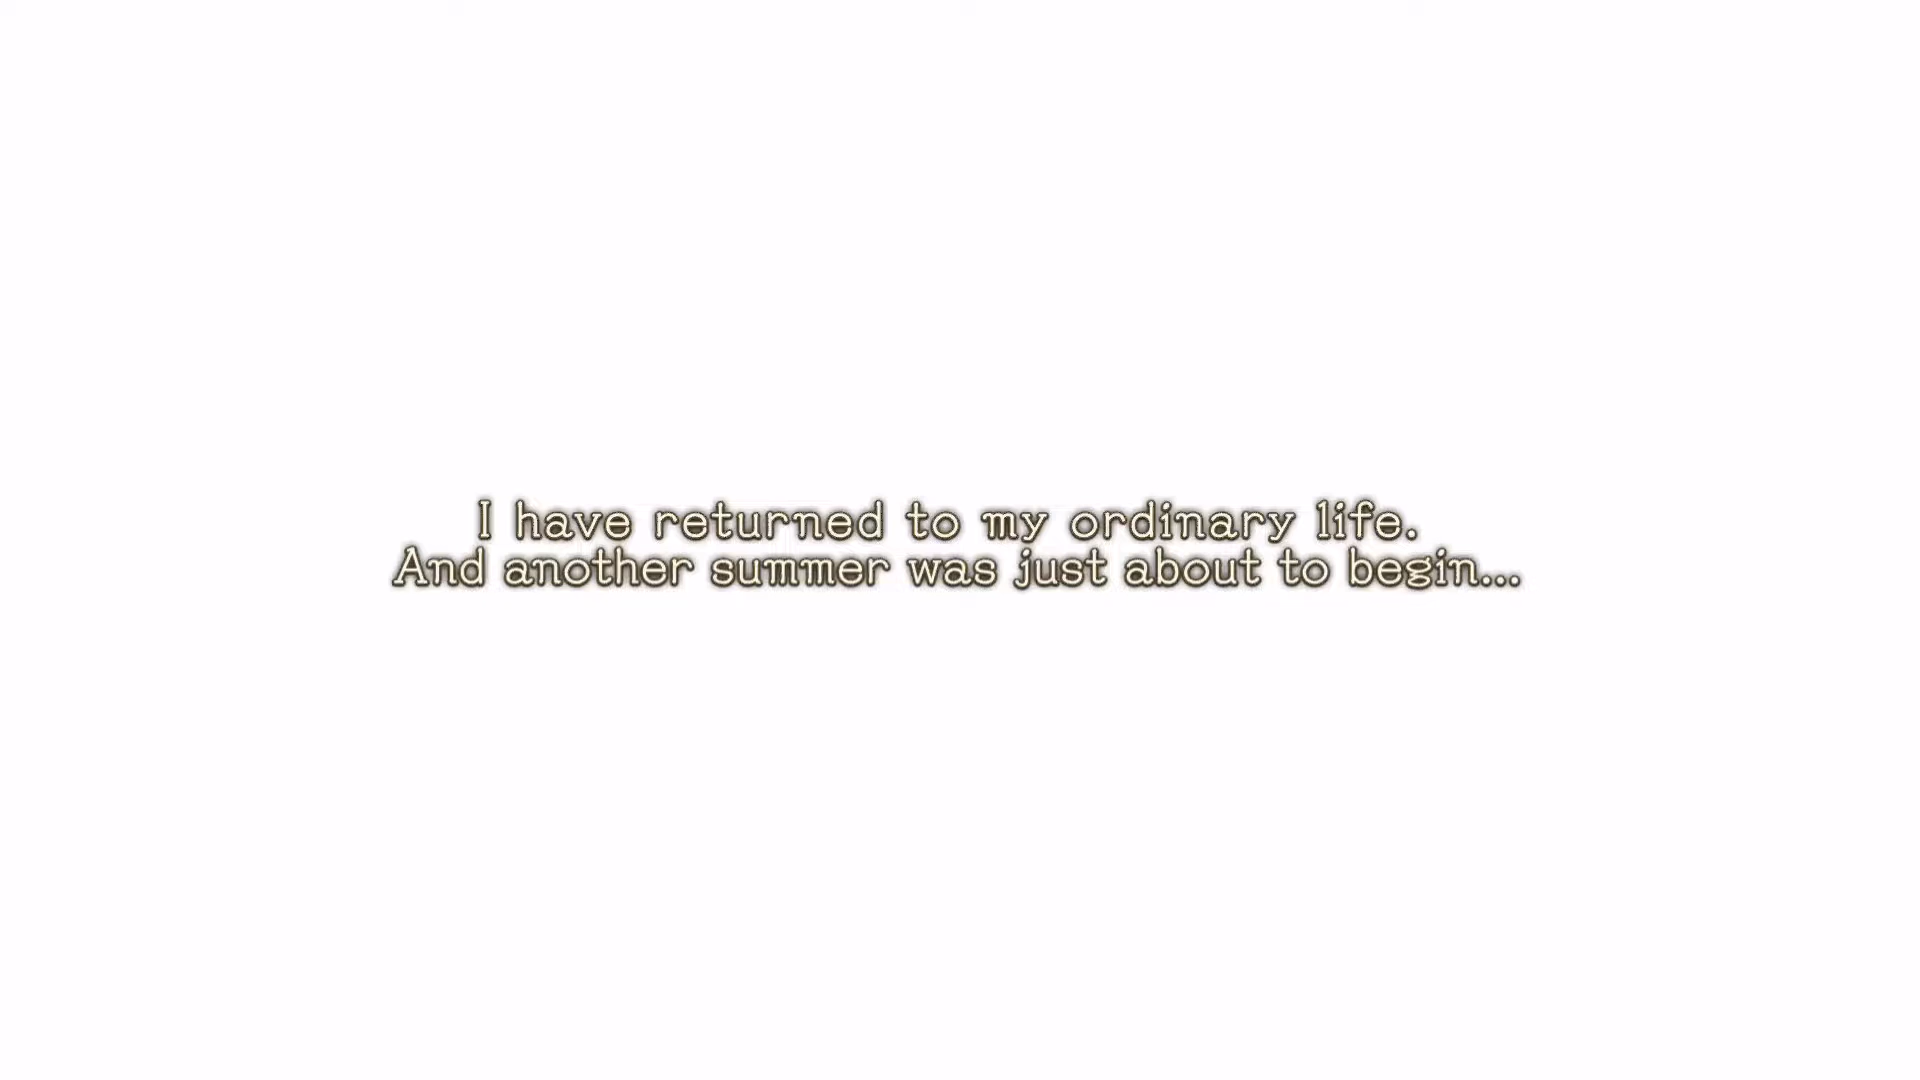 I have returned to my ordinary life.
And another summer was just about to begin...